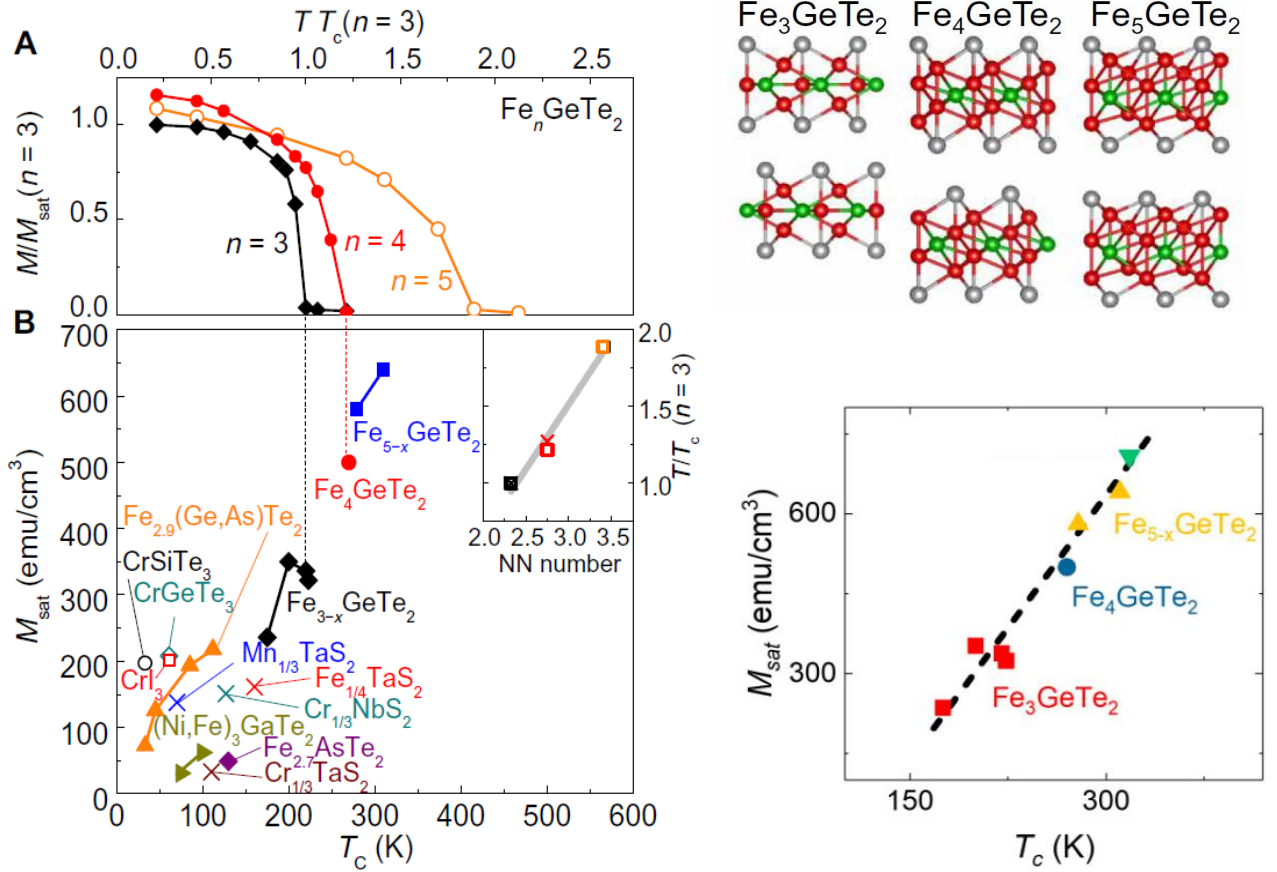 A
T T_c(n = 3)
0.0 0.5 1.0 1.5 2.0 2.5
M/M_sat(n = 3)
1.0
0.5
0.0
Fe_nGeTe_2
n = 3
n = 4
n = 5
Fe_3GeTe_2 Fe_4GeTe_2 Fe_5GeTe_2
B
M_sat (emu/cm^3)
700
600
500
400
300
200
100
0
0 100 200 300 400 500 600
T_C (K)
Fe_5-xGeTe_2
Fe_4GeTe_2
Fe_2.9(Ge,As)Te_2
CrSiTe_3
CrGeTe_3
Fe_3-xGeTe_2
Mn_1/3TaS_2
CrI_3
Fe_1/4TaS_2
Cr_1/3NbS_2
(Ni,Fe)_3GaTe_2
Fe_2.7AsTe_2
Cr_1/3TaS_2
2.0
1.5
1.0
T/T_c (n = 3)
2.0 2.5 3.0 3.5
NN number
M_sat (emu/cm^3)
600
300
Fe_5-xGeTe_2
Fe_4GeTe_2
Fe_3GeTe_2
150 300
T_c (K)